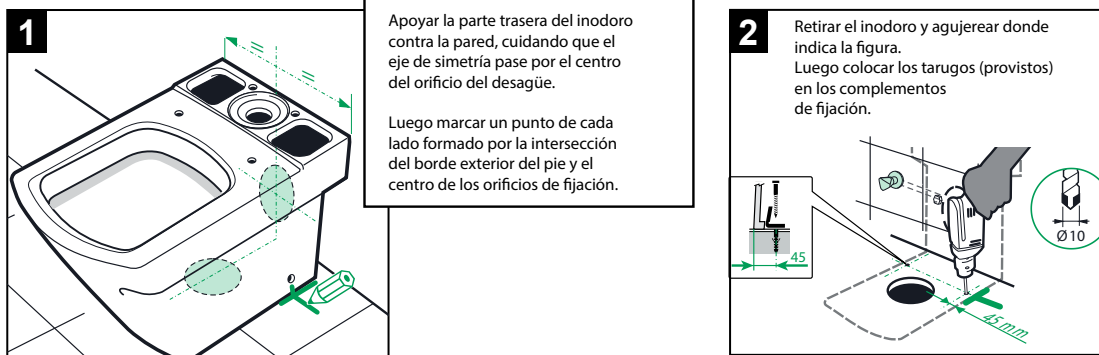 1
=
=
Apoyar la parte trasera del inodoro
contra la pared, cuidando que el
eje de simetría pase por el centro
del orificio del desagüe.
Luego marcar un punto de cada
lado formado por la intersección
del borde exterior del pie y el
centro de los orificios de fijación.
2
Retirar el inodoro y agujerear donde
indica la figura.
Luego colocar los tarugos (provistos)
en los complementos
de fijación.
45
Ø10
45 mm